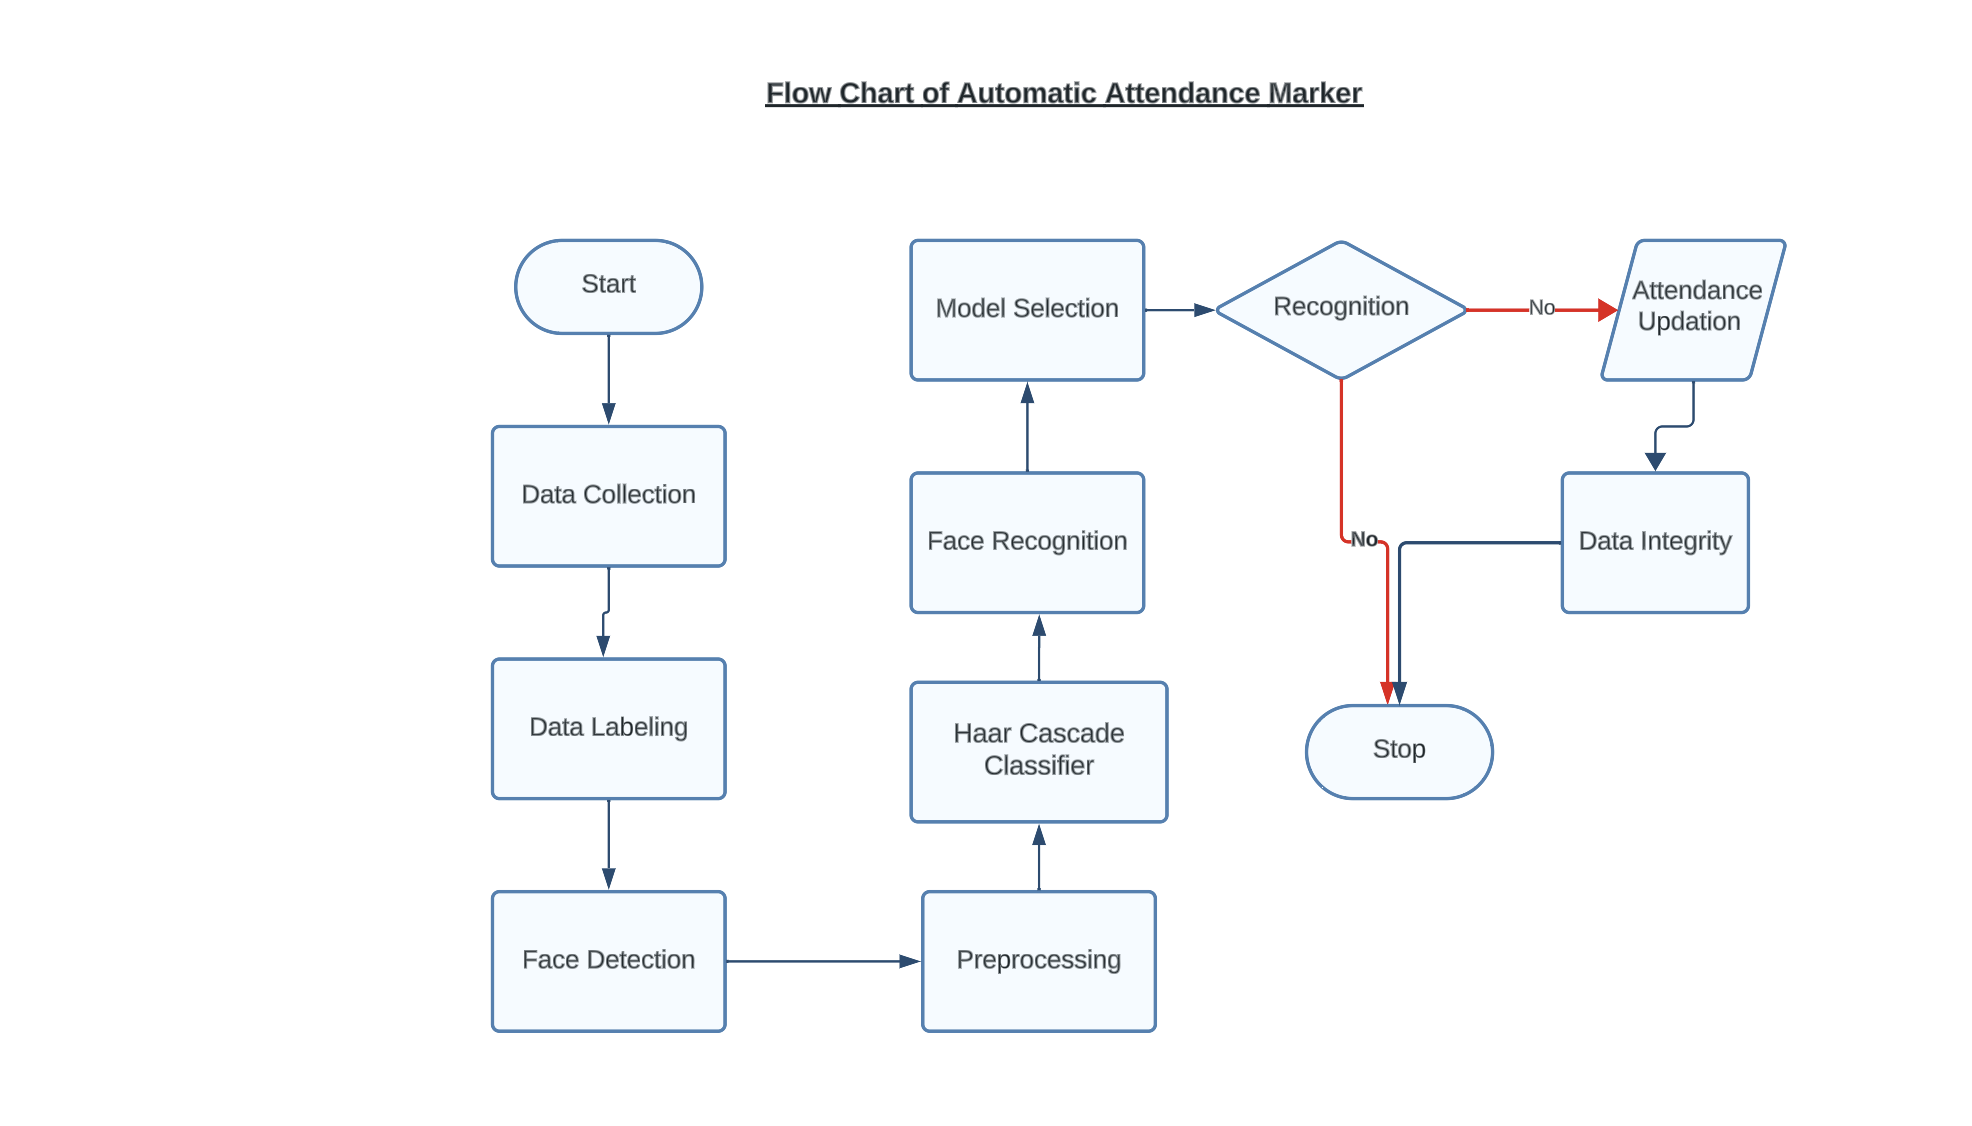 Flow Chart of Automatic Attendance Marker
Start
Data Collection
Data Labeling
Face Detection
Preprocessing
Haar Cascade
Classifier
Face Recognition
Model Selection
Recognition
No
Attendance
Updation
Data Integrity
No
Stop